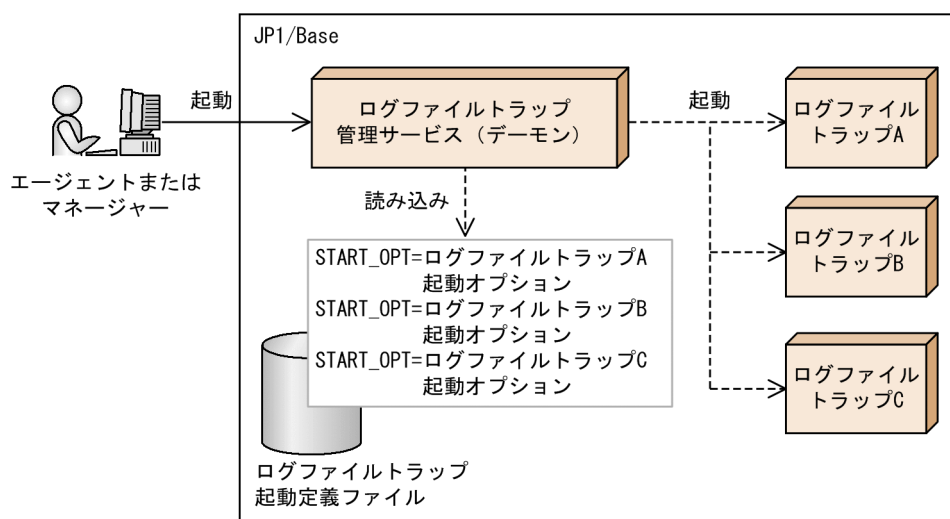 JP1/Base
起動
ログファイルトラップ
管理サービス（デーモン）
起動
ログファイル
トラップA
エージェントまたは
マネージャー
読み込み
ログファイル
トラップB
START_OPT=ログファイルトラップA
起動オプション
START_OPT=ログファイルトラップB
起動オプション
START_OPT=ログファイルトラップC
起動オプション
ログファイル
トラップC
ログファイルトラップ
起動定義ファイル